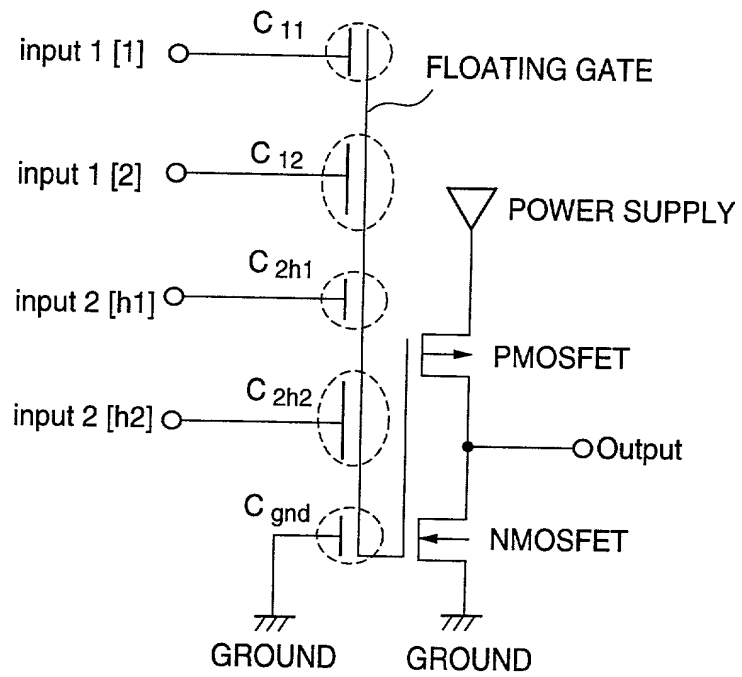 C 11
input 1 [1]
FLOATING GATE
C 12
input 1 [2]
POWER SUPPLY
C 2h1
input 2 [h1]
PMOSFET
C 2h2
input 2 [h2]
Output
C gnd
NMOSFET
GROUND
GROUND